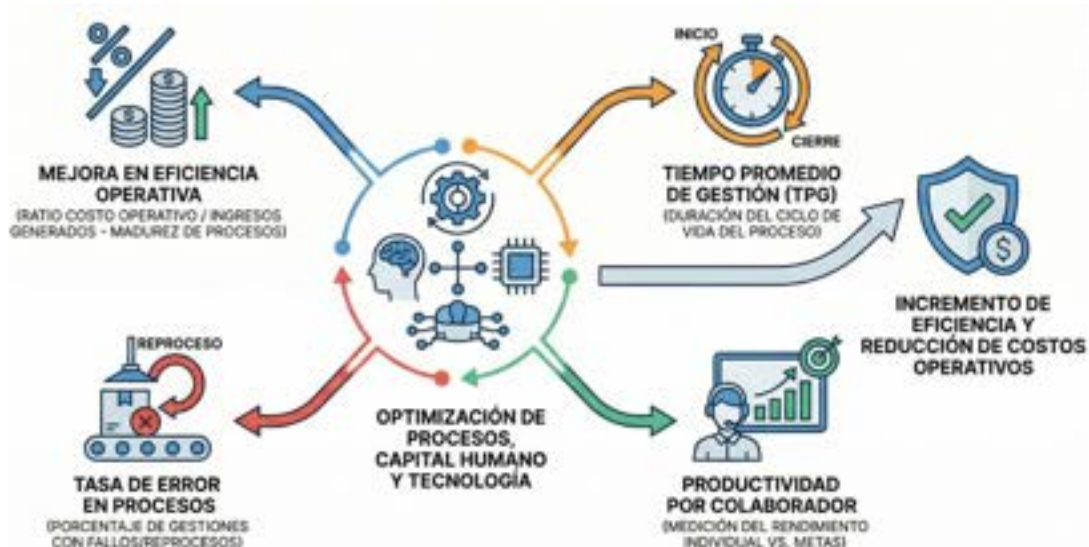 MEJORA EN EFICIENCIA
OPERATIVA
(RATIO COSTO OPERATIVO / INGRESOS
GENERADOS - MADUREZ DE PROCESOS)
INICIO
CIERRE
TIEMPO PROMEDIO
DE GESTIÓN (TPG)
(DURACIÓN DEL CICLO DE
VIDA DEL PROCESO)
$
INCREMENTO DE
EFICIENCIA Y
REDUCCIÓN DE COSTOS
OPERATIVOS
REPROCESO
TASA DE ERROR
EN PROCESOS
(PORCENTAJE DE GESTIONES
CON FALLOS/REPROCESOS)
OPTIMIZACIÓN DE
PROCESOS,
CAPITAL HUMANO
Y TECNOLOGÍA
PRODUCTIVIDAD
POR COLABORADOR
(MEDICIÓN DEL RENDIMIENTO
INDIVIDUAL VS. METAS)